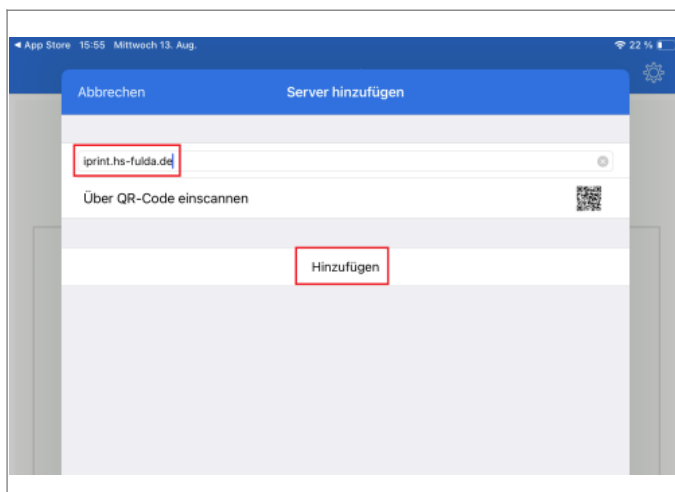 App Store 15:55 Mittwoch 13. Aug. 22 %
Abbrechen Server hinzufügen
iprint.hs-fulda.de
Über QR-Code einscannen
Hinzufügen